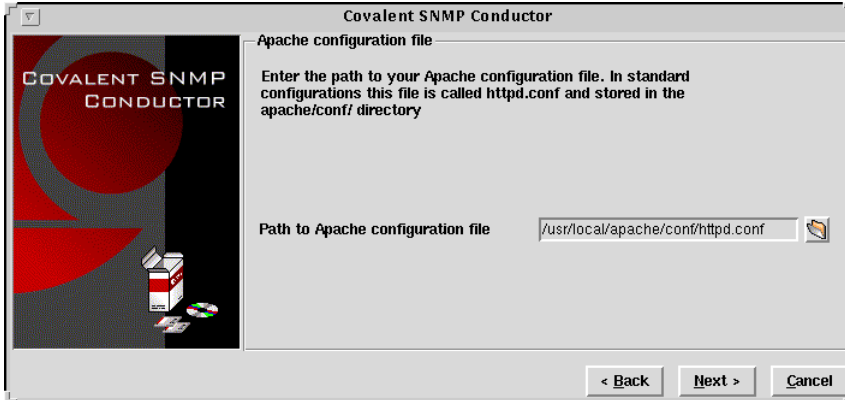 Covalent SNMP Conductor
COVALENT SNMP
CONDUCTOR
Apache configuration file
Enter the path to your Apache configuration file. In standard
configurations this file is called httpd.conf and stored in the
apache/conf/ directory
Path to Apache configuration file
/usr/local/apache/conf/httpd.conf
< Back
Next >
Cancel